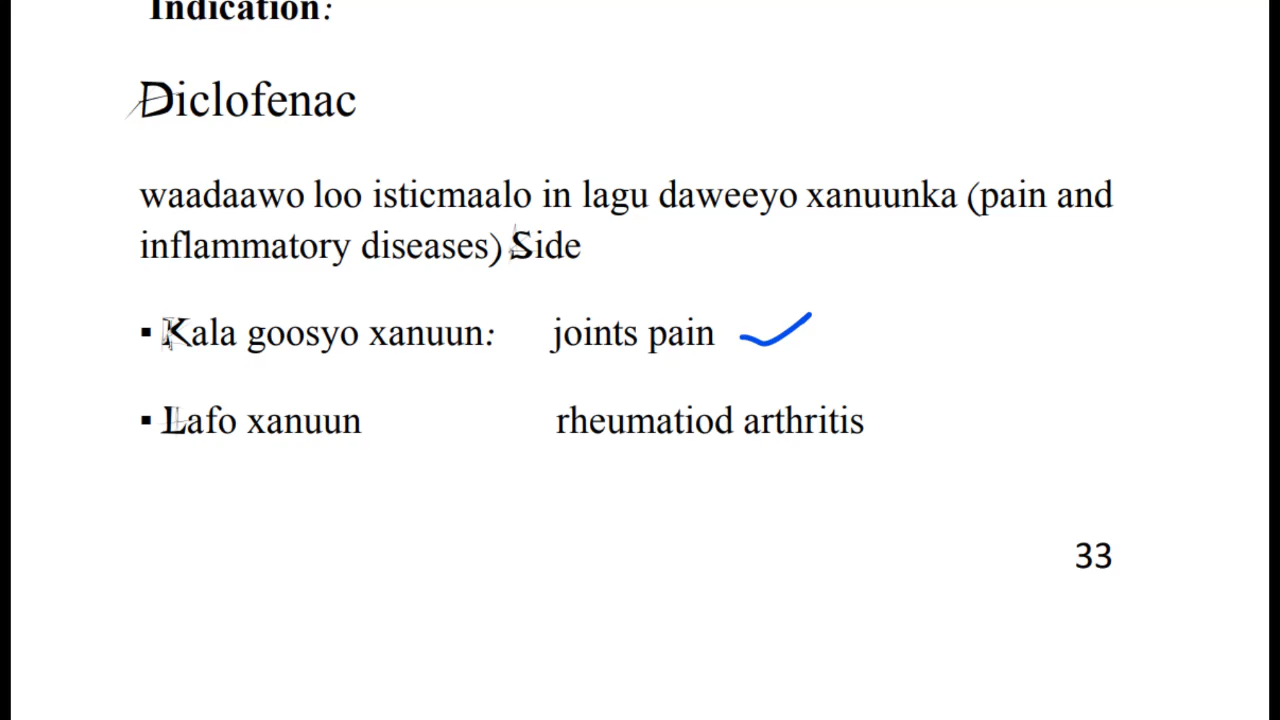 Indication:
Diclofenac
waadaawo loo isticmaalo in lagu daweeyo xanuunka (pain and
inflammatory diseases) Side
▪ Kala goosyo xanuun: joints pain
▪ Lafo xanuun rheumatiod arthritis
33